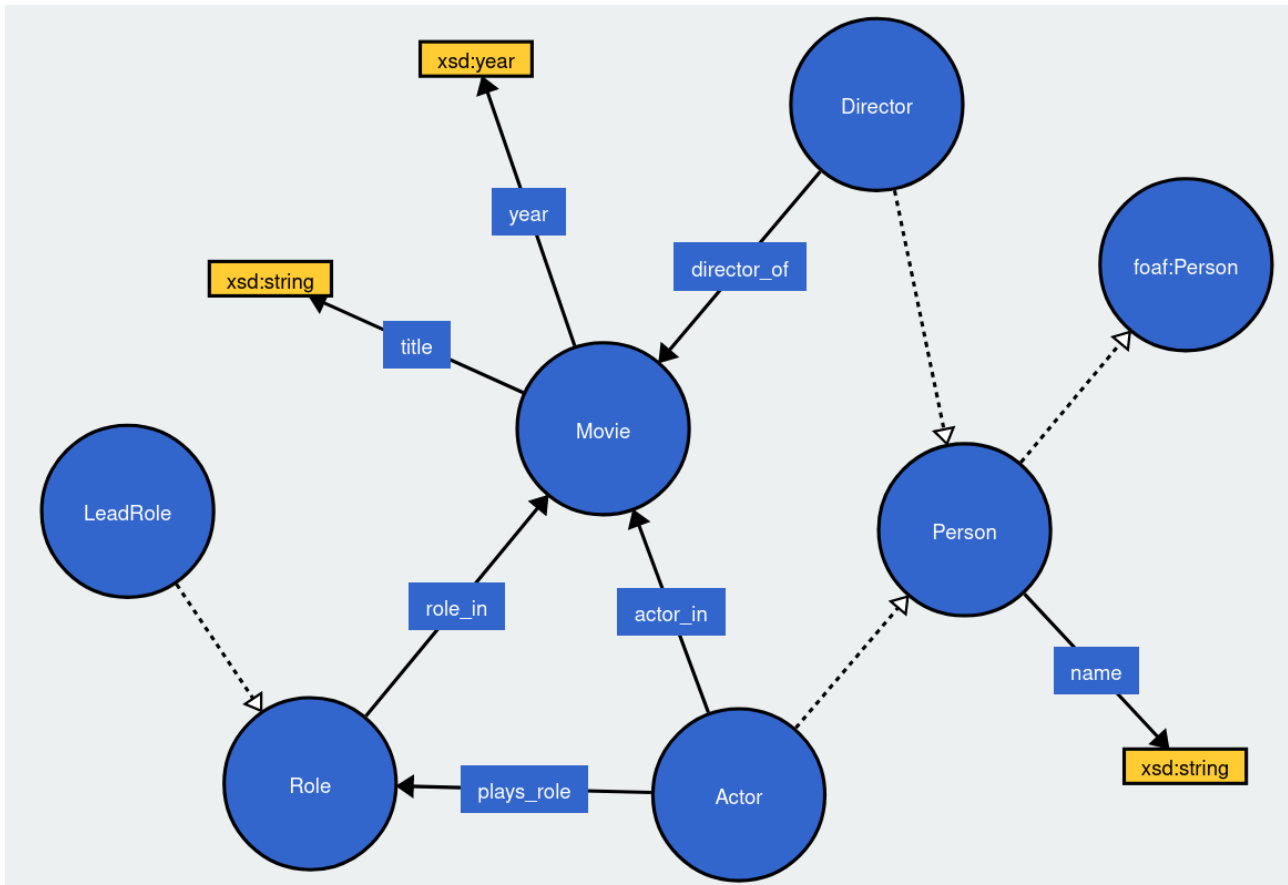 xsd:year
Director
year
director_of
foaf:Person
xsd:string
title
Movie
LeadRole
Person
role_in
actor_in
name
xsd:string
Role
plays_role
Actor